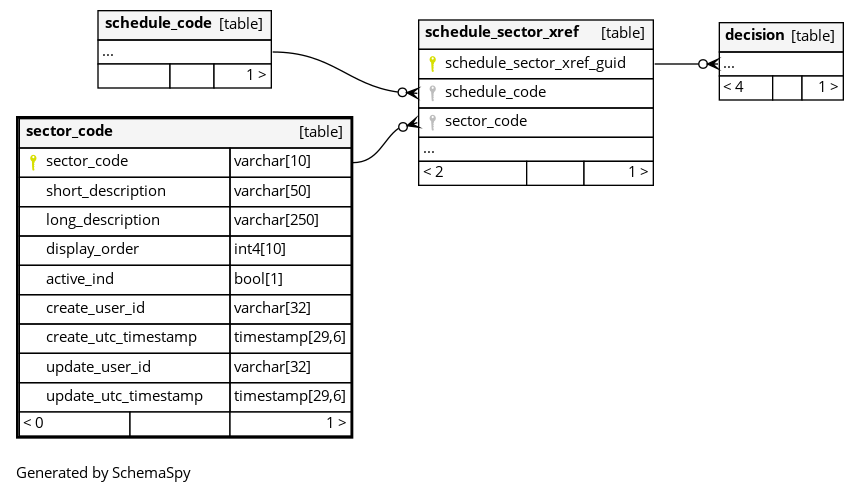 schedule_code [table]
...
1 >
schedule_sector_xref [table]
schedule_sector_xref_guid
schedule_code
sector_code
...
< 2 1 >
decision [table]
...
< 4 1 >
sector_code [table]
sector_code varchar[10]
short_description varchar[50]
long_description varchar[250]
display_order int4[10]
active_ind bool[1]
create_user_id varchar[32]
create_utc_timestamp timestamp[29,6]
update_user_id varchar[32]
update_utc_timestamp timestamp[29,6]
< 0 1 >
Generated by SchemaSpy